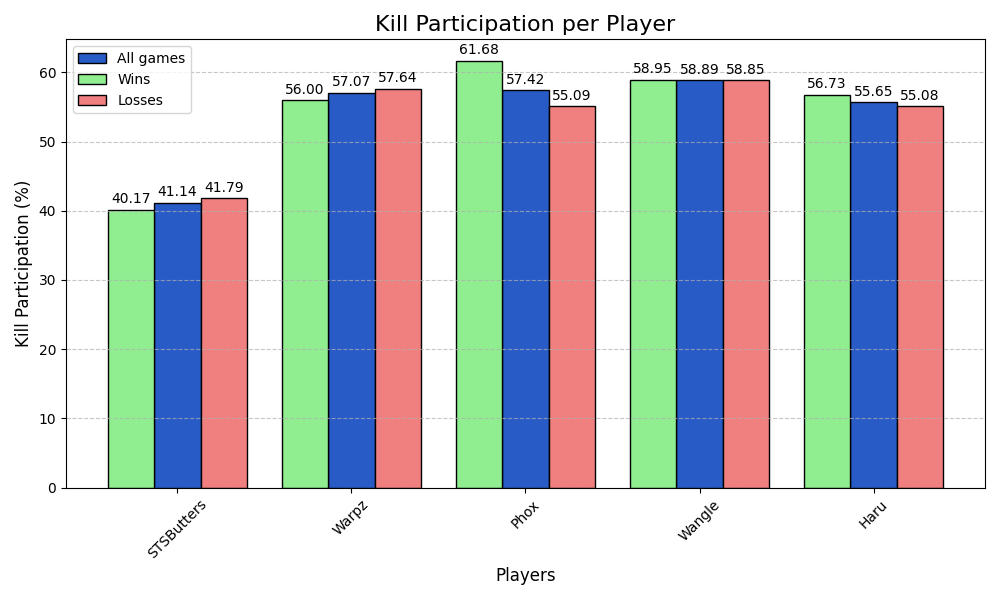 Kill Participation per Player
All games
Wins
Losses
Kill Participation (%)
60
50
40
30
20
10
0
40.17 41.14 41.79
56.00 57.07 57.64
61.68 57.42 55.09
58.95 58.89 58.85
56.73 55.65 55.08
STSButters
Warpz
Phox
Wangle
Haru
Players